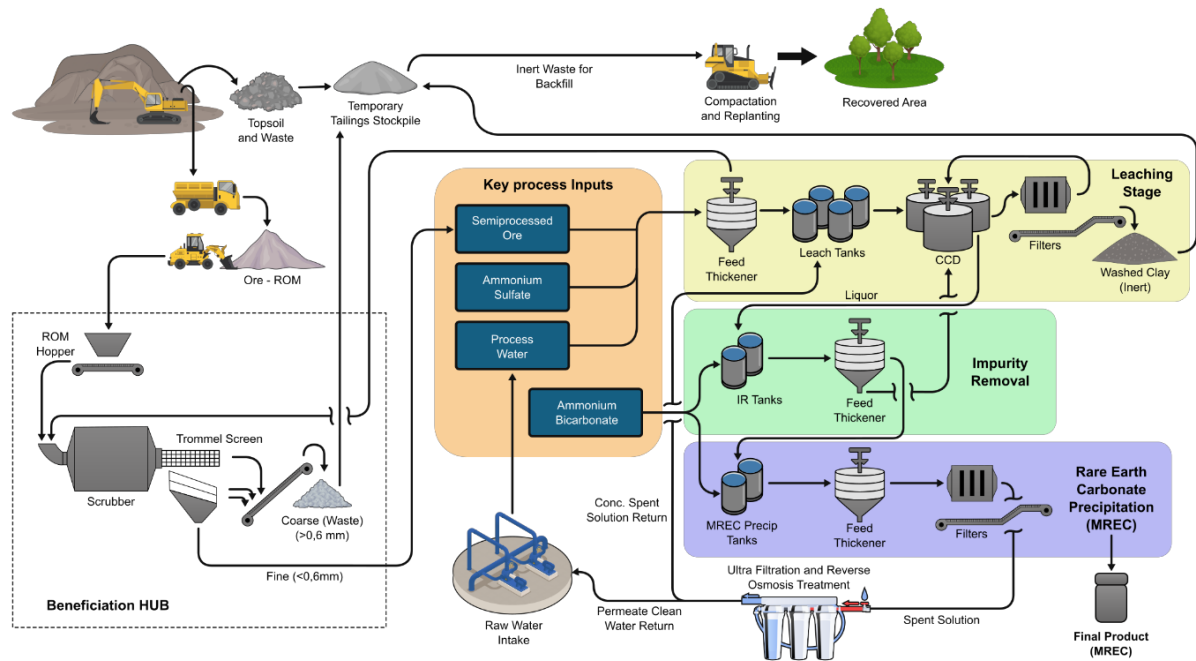 Inert Waste for
Backfill
Topsoil
and Waste
Temporary
Tailings Stockpile
Compactation
and Replanting
Recovered Area
Ore - ROM
Key process Inputs
Semiprocessed
Ore
Ammonium
Sulfate
Process
Water
Ammonium
Bicarbonate
Leaching
Stage
Feed
Thickener
Leach Tanks
CCD
Filters
Washed Clay
(Inert)
Liquor
Impurity
Removal
IR Tanks
Feed
Thickener
Rare Earth
Carbonate
Precipitation
(MREC)
MREC Precip
Tanks
Feed
Thickener
Filters
ROM
Hopper
Trommel Screen
Scrubber
Coarse (Waste)
(>0,6 mm)
Fine (<0,6mm)
Beneficiation HUB
Conc. Spent
Solution Return
Ultra Filtration and Reverse
Osmosis Treatment
Permeate Clean
Water Return
Spent Solution
Raw Water
Intake
Final Product
(MREC)